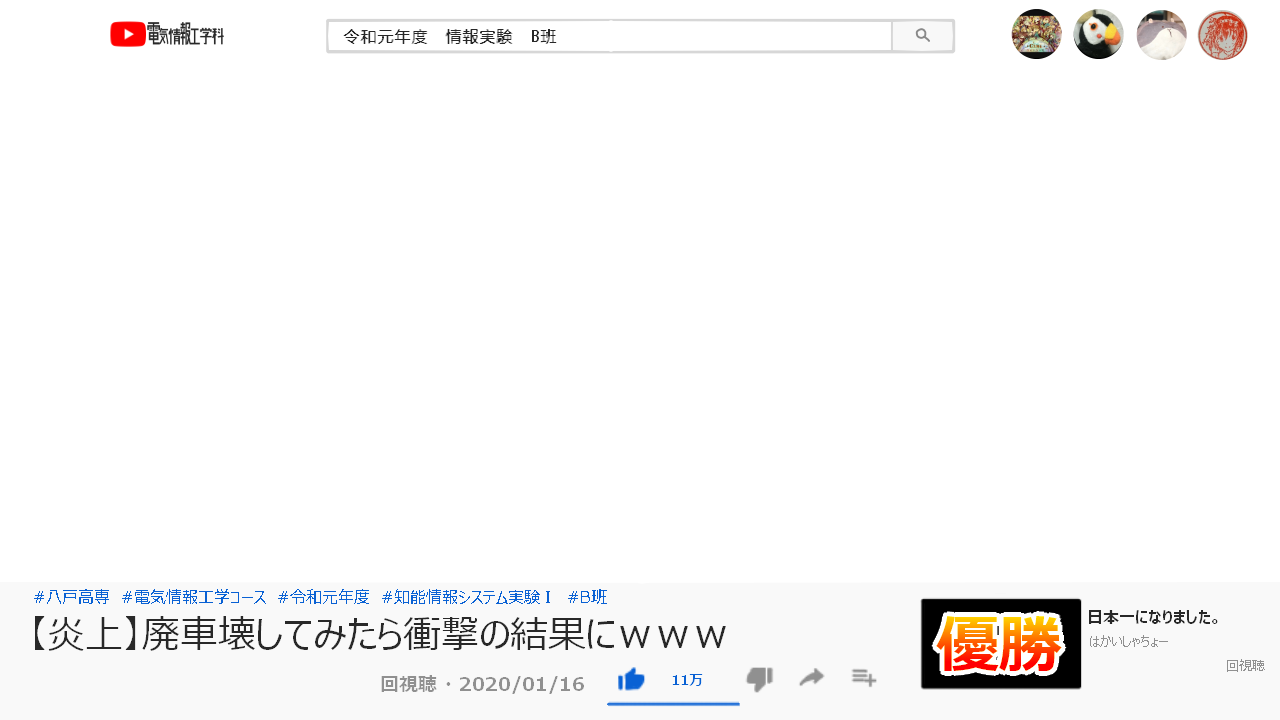 電気情報工学科
令和元年度 情報実験 B班
#八戸高専 #電気情報工学コース #令和元年度 #知能情報システム実験Ⅰ #B班
【炎上】廃車壊してみたら衝撃の結果にｗｗｗ
回視聴・2020/01/16
11万
優勝
日本一になりました。
はかいしゃちょー
回視聴